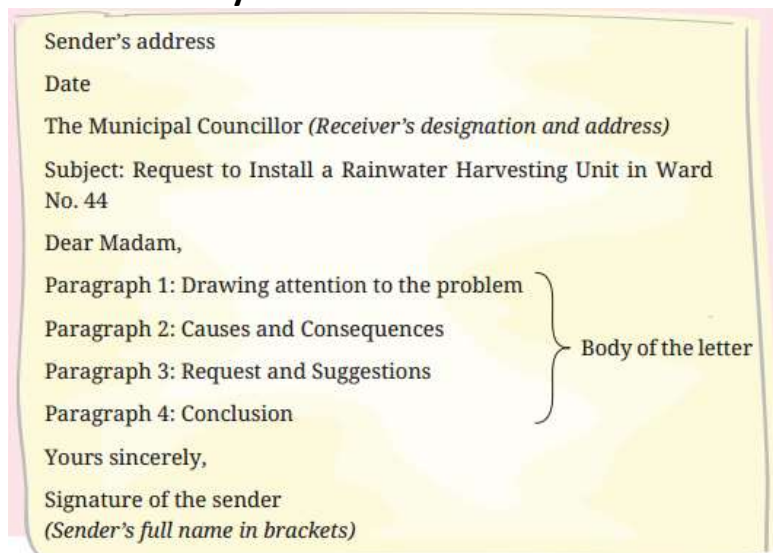 Sender’s address
Date
The Municipal Councillor (Receiver’s designation and address)
Subject: Request to Install a Rainwater Harvesting Unit in Ward
No. 44
Dear Madam,
Paragraph 1: Drawing attention to the problem
Paragraph 2: Causes and Consequences
Paragraph 3: Request and Suggestions
Paragraph 4: Conclusion
Body of the letter
Yours sincerely,
Signature of the sender
(Sender’s full name in brackets)